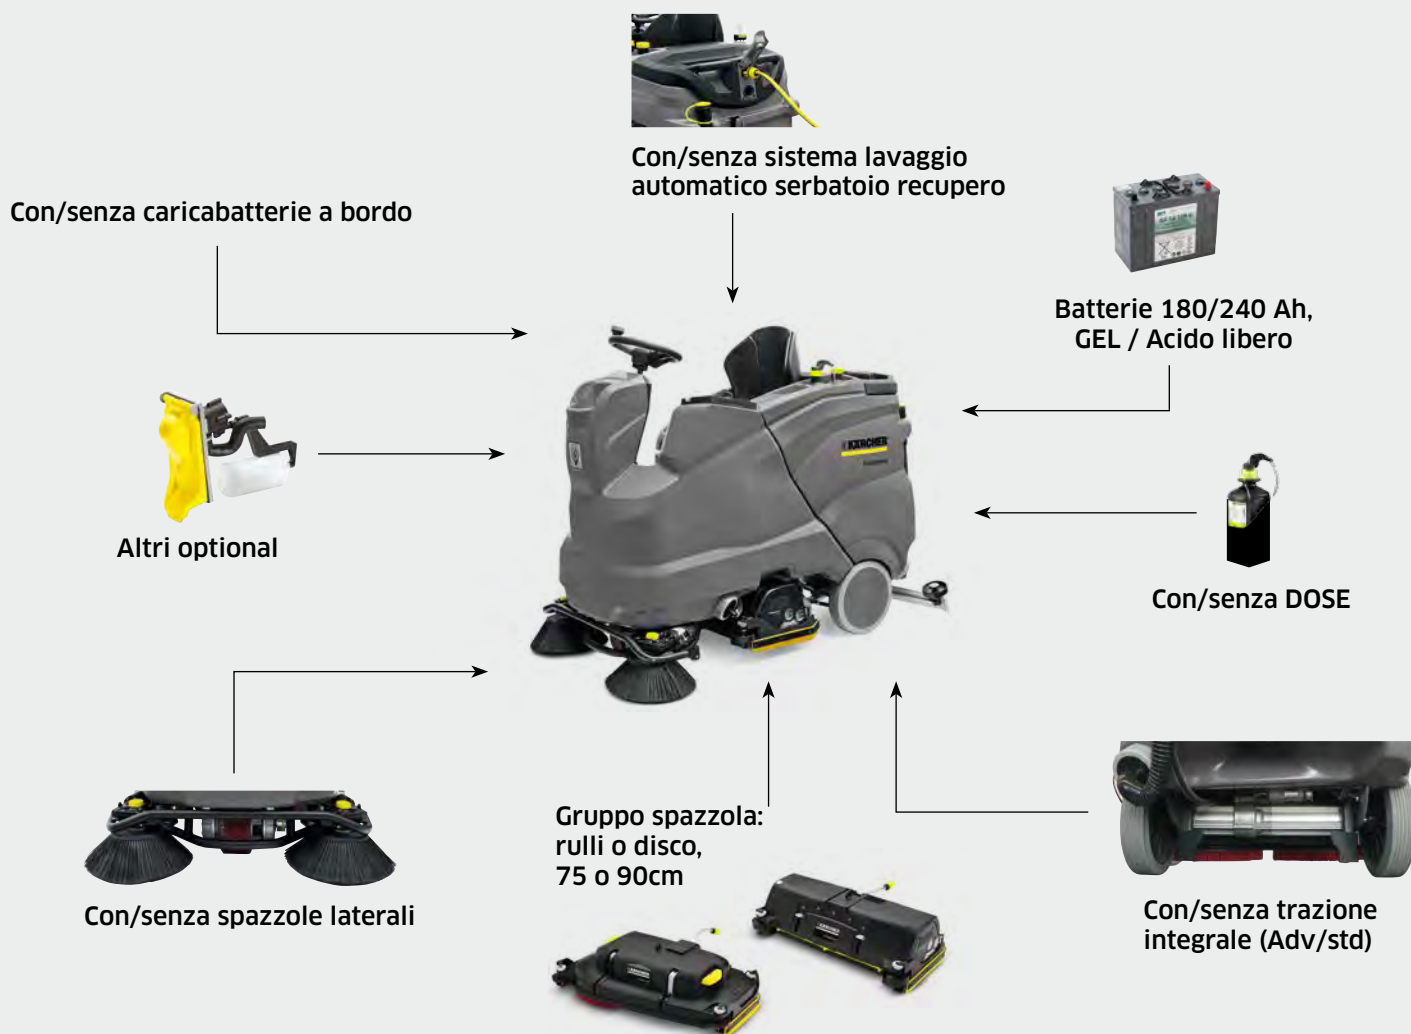 Con/senza sistema lavaggio
automatico serbatoio recupero
Con/senza caricabatterie a bordo
Batterie 180/240 Ah,
GEL / Acido libero
KÄRCHER
Altri optional
Con/senza DOSE
Gruppo spazzola:
rulli o disco,
75 o 90cm
Con/senza spazzole laterali
Con/senza trazione
integrale (Adv/std)